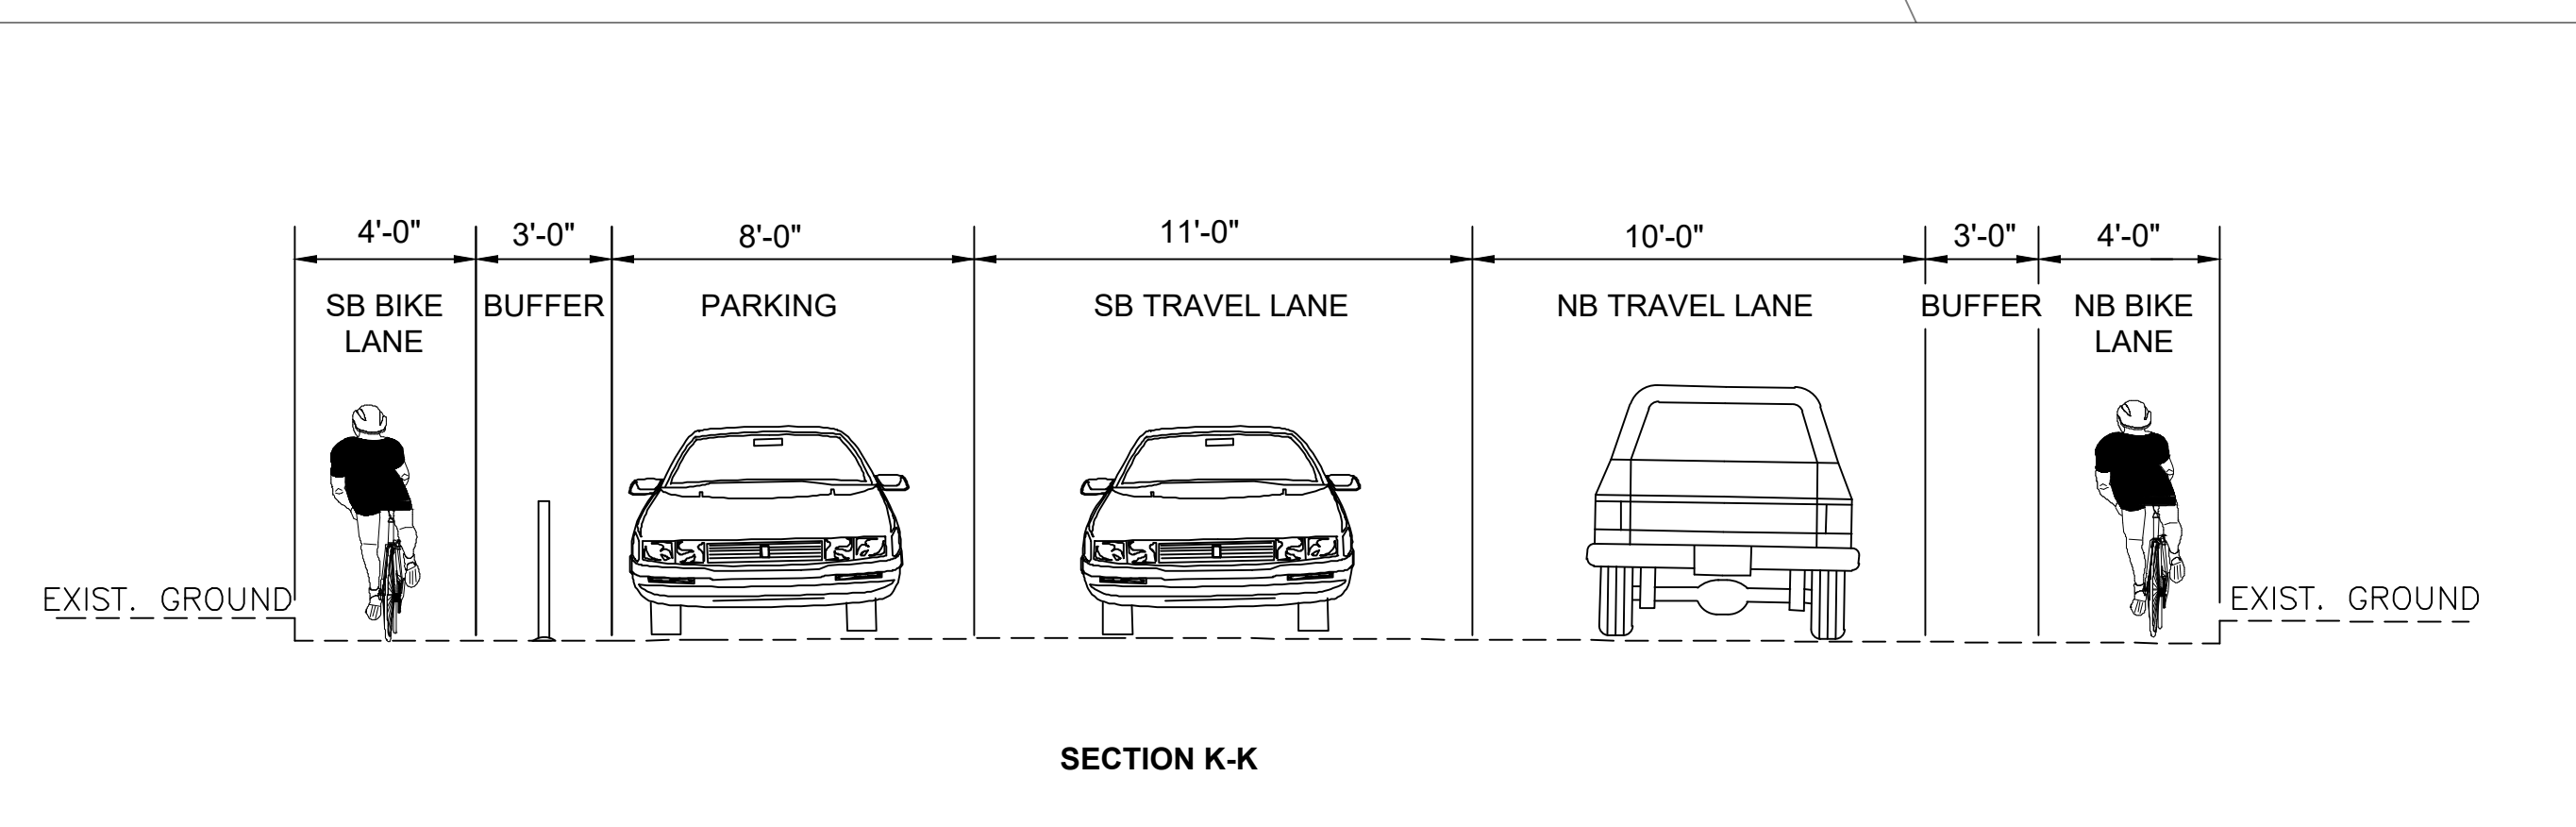 4'-0" 3'-0" 8'-0" 11'-0" 10'-0" 3'-0" 4'-0"
SB BIKE LANE
BUFFER
PARKING
SB TRAVEL LANE
NB TRAVEL LANE
BUFFER
NB BIKE LANE
EXIST. GROUND
EXIST. GROUND
SECTION K-K